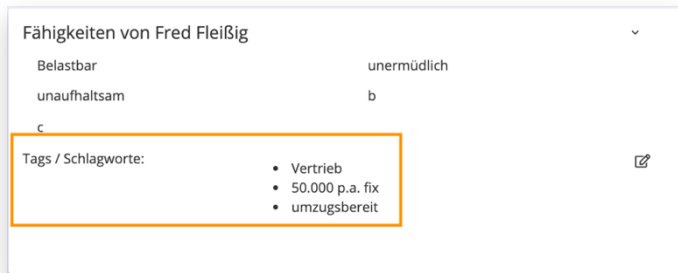 Fähigkeiten von Fred Fleißig
Belastbar unermüdlich
unaufhaltsam b
c
Tags / Schlagworte:
• Vertrieb
• 50.000 p.a. fix
• umzugsbereit